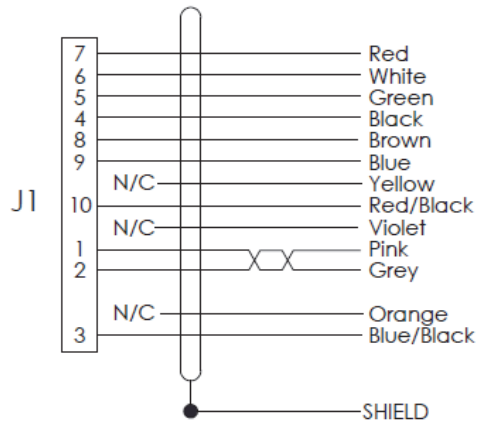 7 Red
6 White
5 Green
4 Black
8 Brown
9 Blue
N/C Yellow
J1
10 Red/Black
N/C Violet
1 Pink
2 Grey
N/C Orange
3 Blue/Black
SHIELD